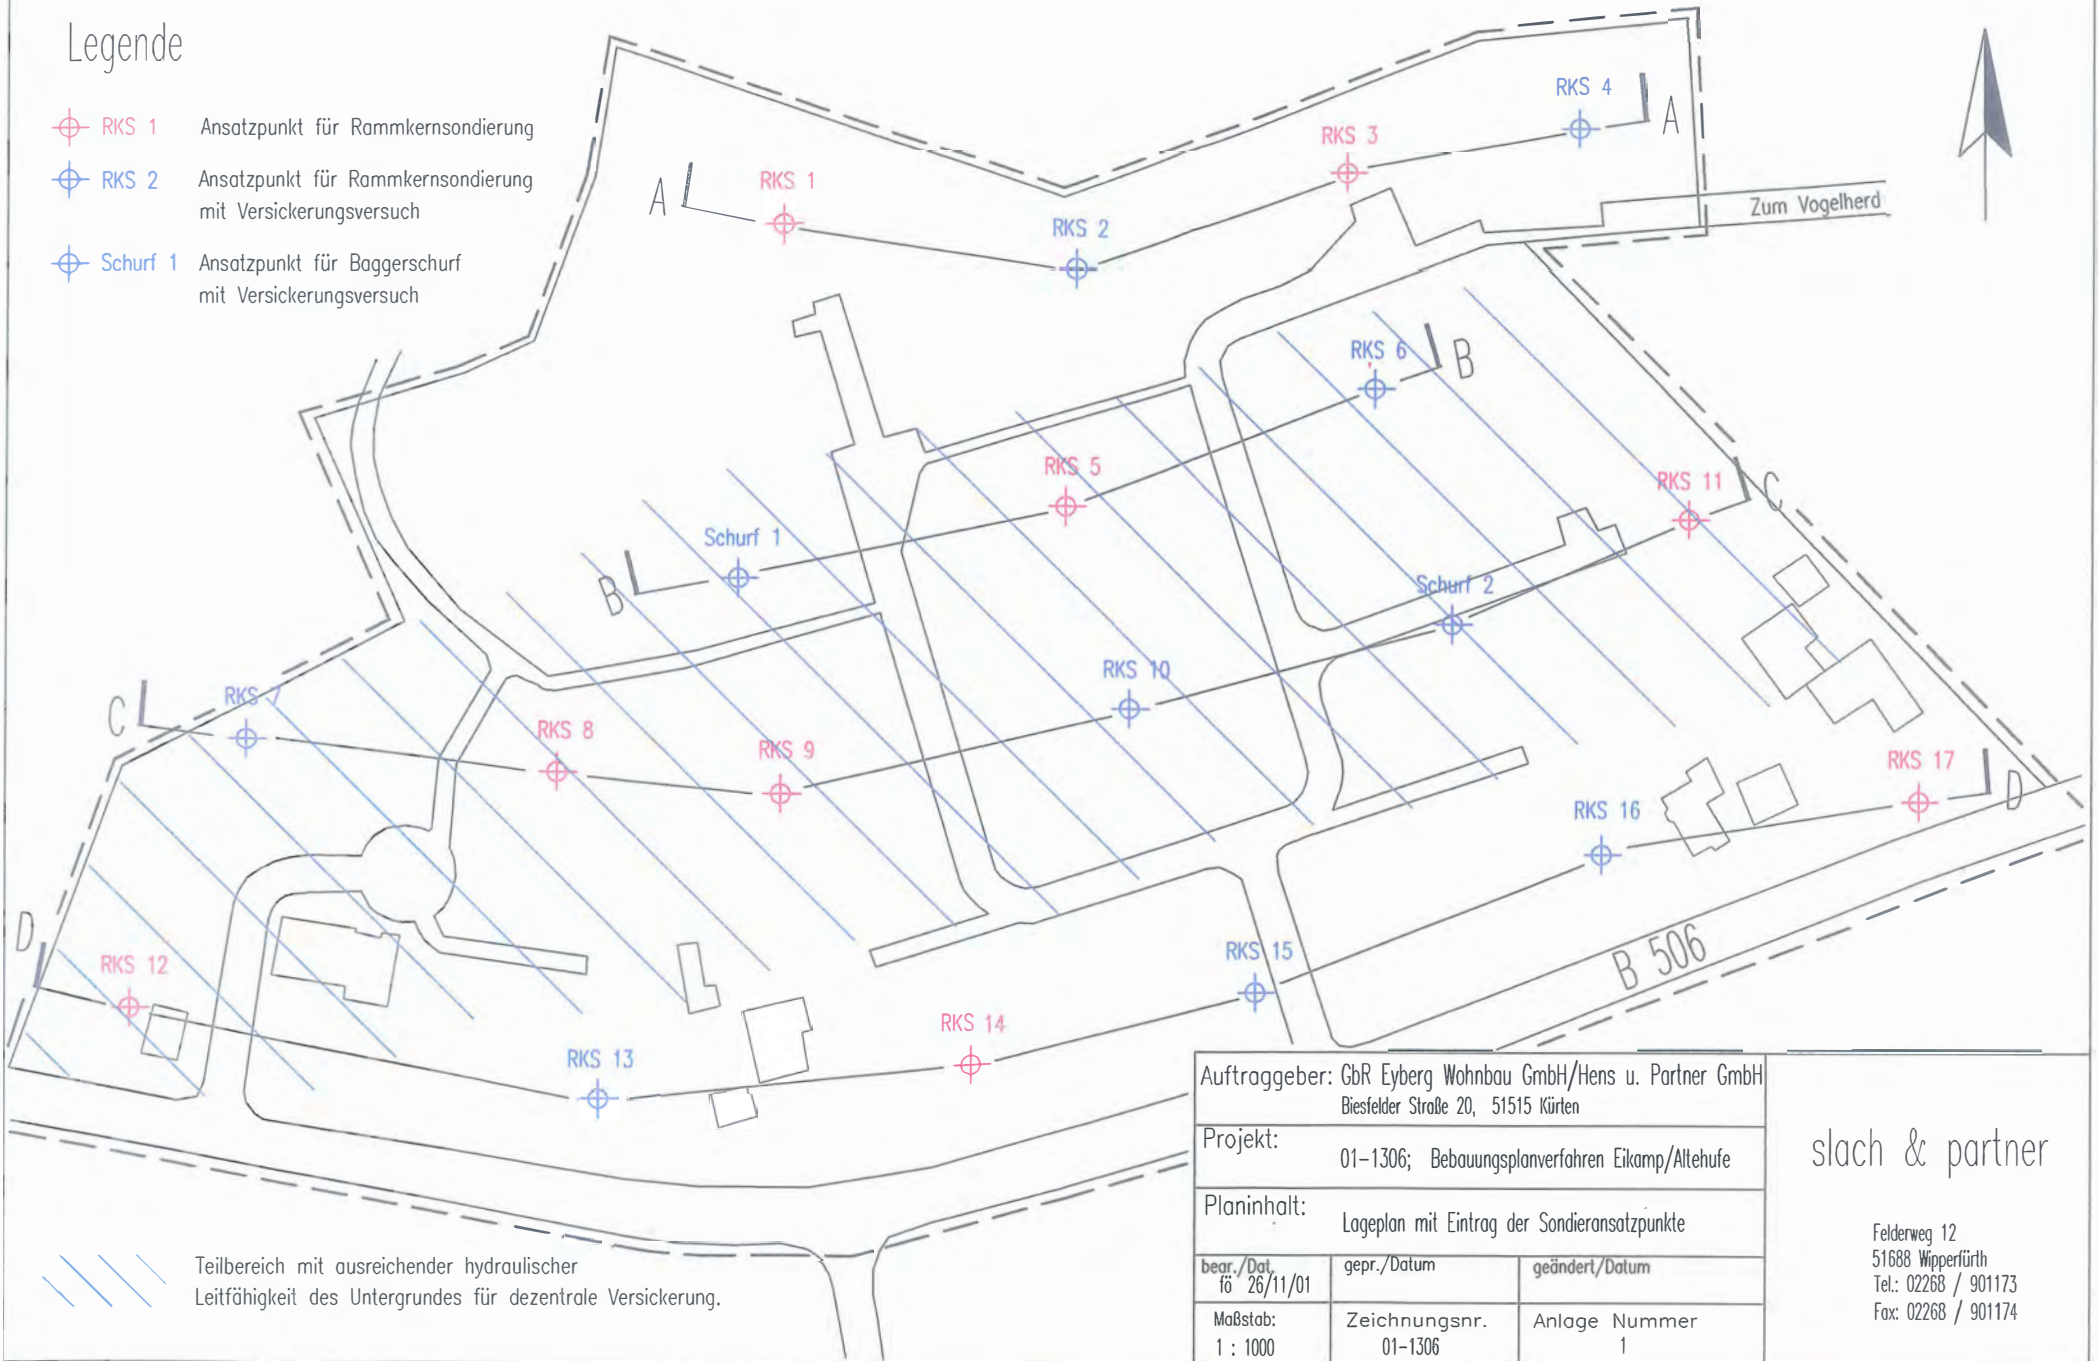 Legende
RKS 1 Ansatzpunkt für Rammkernsondierung
RKS 2 Ansatzpunkt für Rammkernsondierung
mit Versickerungsversuch
Schurf 1 Ansatzpunkt für Baggerschurf
mit Versickerungsversuch
RKS 4
A
RKS 3
A
RKS 1
RKS 2
Zum Vogelherd
RKS 6
B
RKS 5
RKS 11
C
Schurf 1
B
Schurf 2
RKS 10
C
RKS 7
RKS 8
RKS 9
RKS 17
D
RKS 16
D
RKS 12
RKS 15
B 506
RKS 14
RKS 13
Teilbereich mit ausreichender hydraulischer
Leitfähigkeit des Untergrundes für dezentrale Versickerung.
Auftraggeber: GbR Eyberg Wohnbau GmbH/Hens u. Partner GmbH
Biesfelder Straße 20, 51515 Kürten
Projekt:
01-1306; Bebauungsplanverfahren Eikamp/Altehufe
Planinhalt:
Lageplan mit Eintrag der Sondieransatzpunkte
bear./Dat. gepr./Datum geändert/Datum
fö 26/11/01
Maßstab: Zeichnungsnr. Anlage Nummer
1 : 1000 01-1306 1
slach & partner
Felderweg 12
51688 Wipperfürth
Tel.: 02268 / 901173
Fax: 02268 / 901174